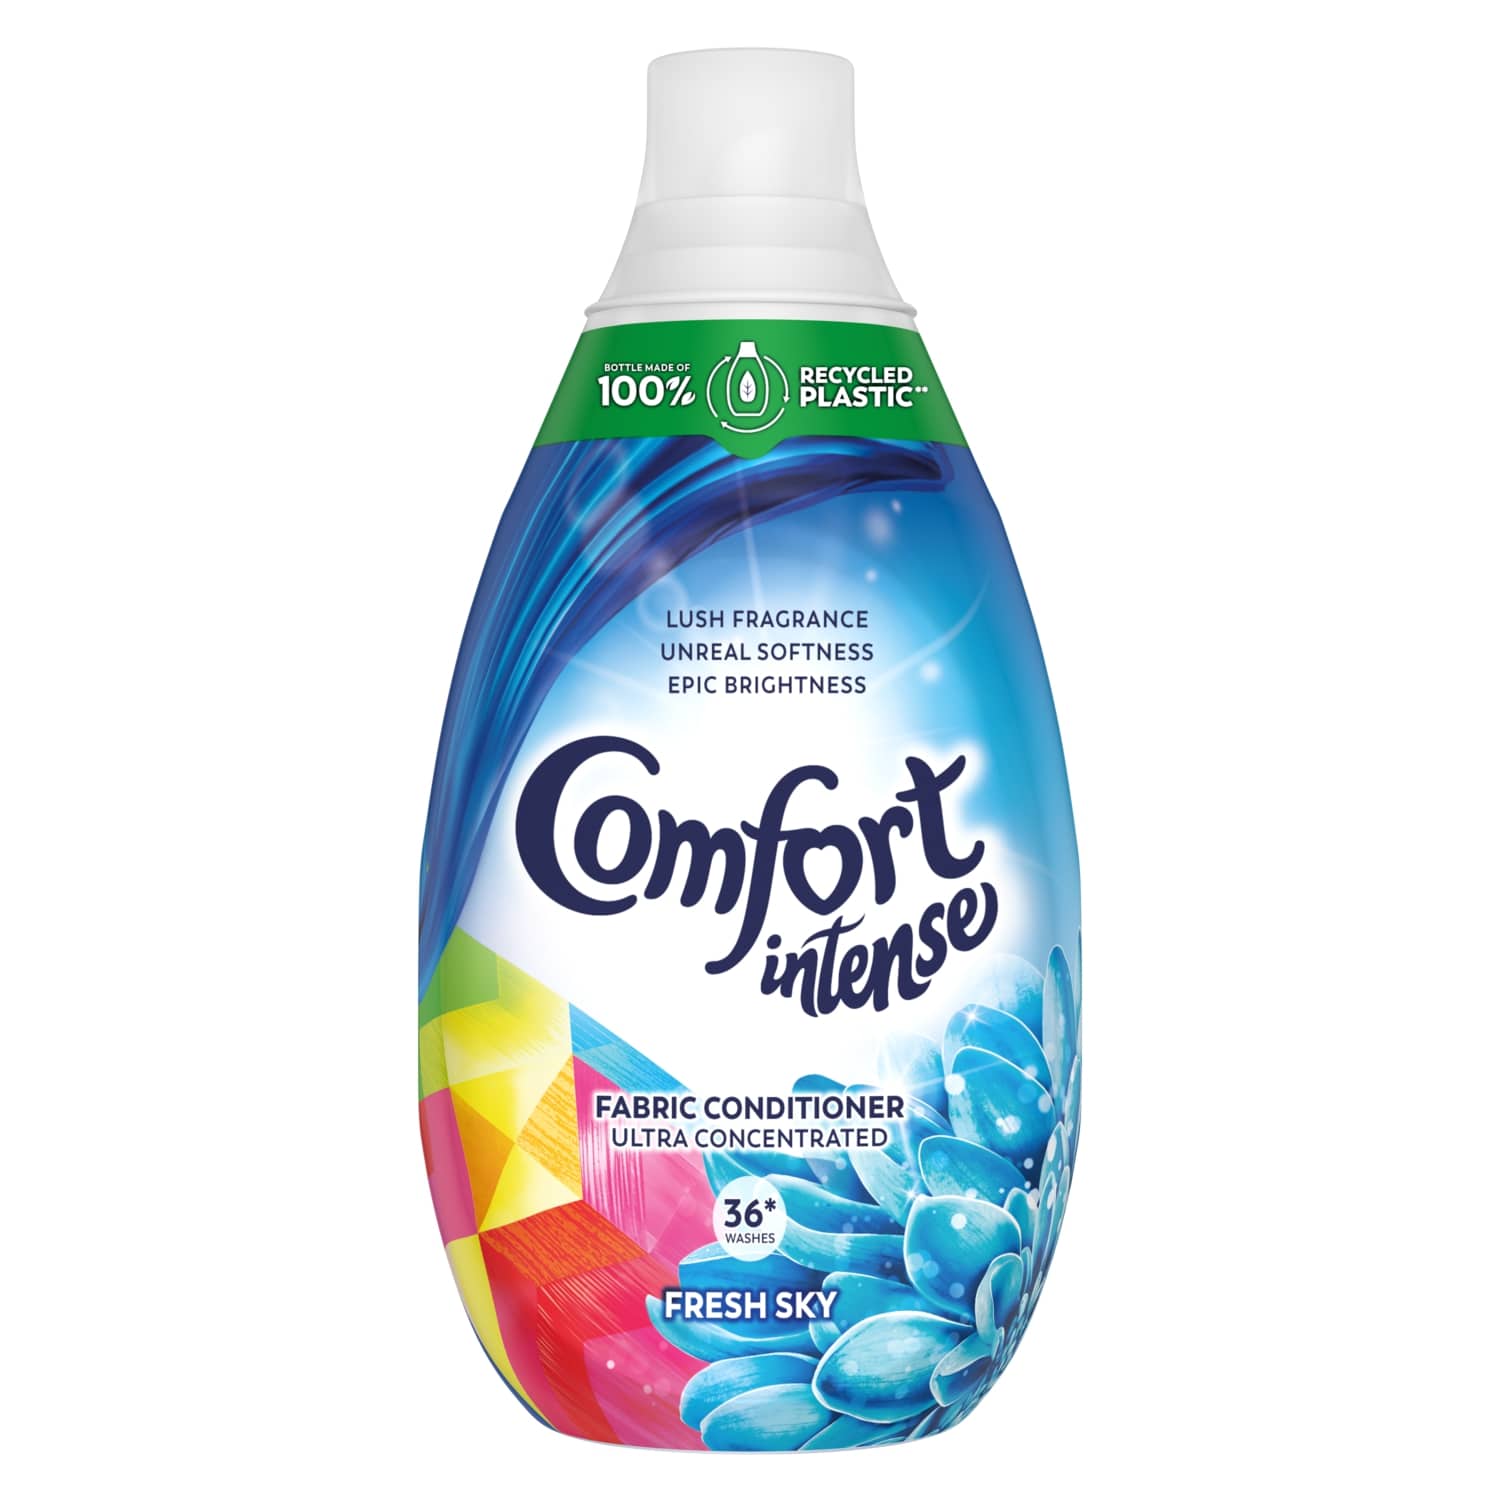 BOTTLE MADE OF
100%
RECYCLED
PLASTIC**
LUSH FRAGRANCE
UNREAL SOFTNESS
EPIC BRIGHTNESS
Comfort
intense
FABRIC CONDITIONER
ULTRA CONCENTRATED
36*
WASHES
FRESH SKY